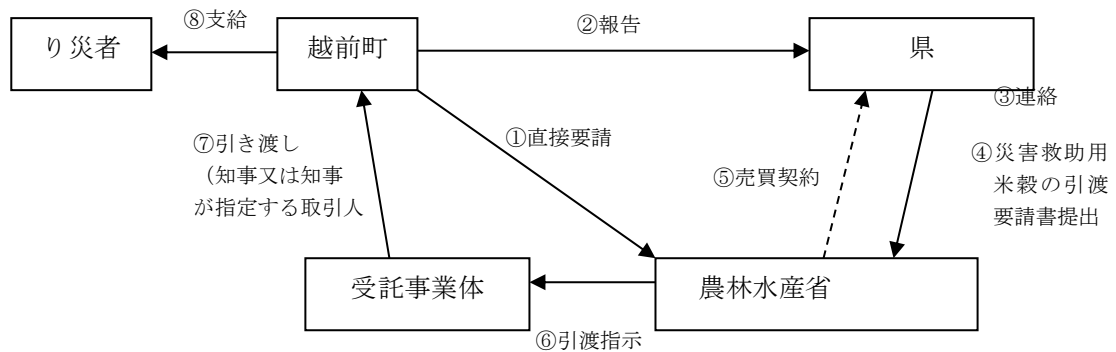 ⑧支給
②報告
り災者
越前町
県
③連絡
⑦引き渡し
（知事又は知事
が指定する取引人
①直接要請
⑤売買契約
④災害救助用
米穀の引渡
要請書提出
受託事業体
農林水産省
⑥引渡指示